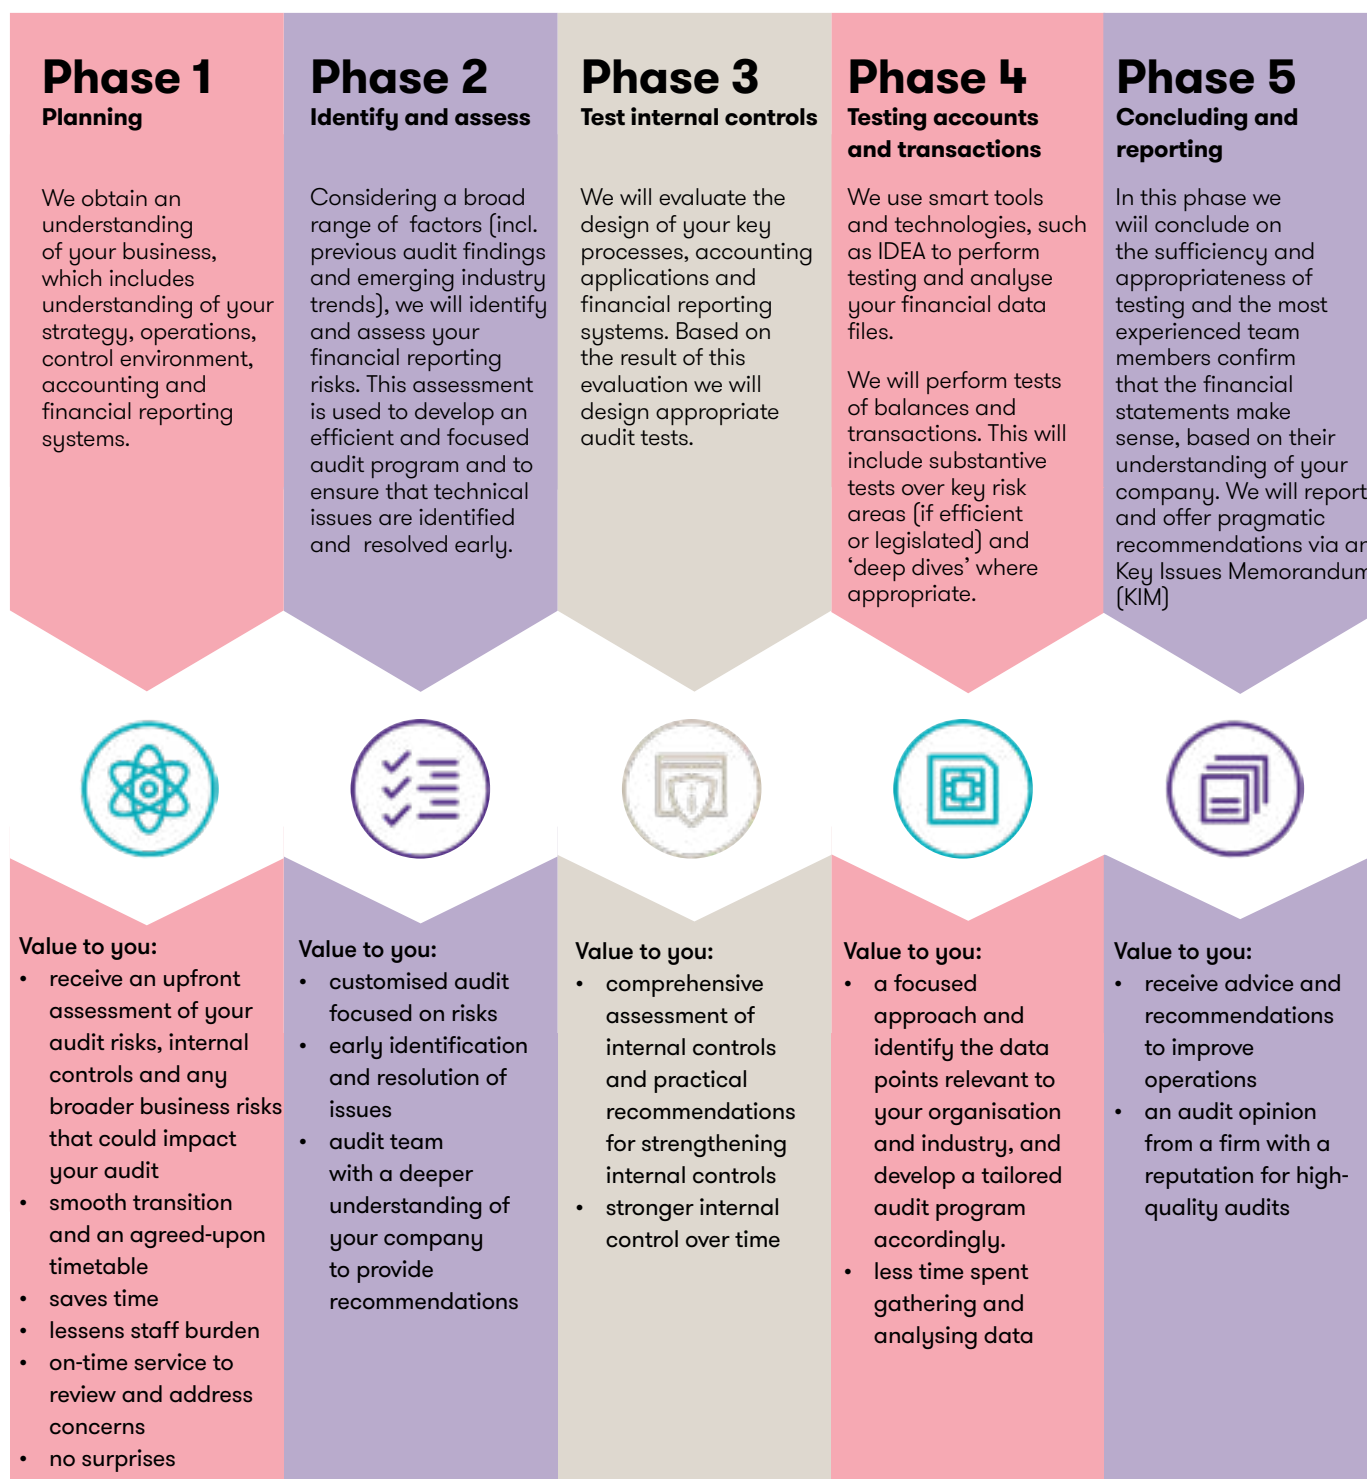 Phase 1
Planning
We obtain an
understanding
of your business,
which includes
understanding of your
strategy, operations,
control environment,
accounting and
financial reporting
systems.
Phase 2
Identify and assess
Considering a broad
range of factors (incl.
previous audit findings
and emerging industry
trends), we will identify
and assess your
financial reporting
risks. This assessment
is used to develop an
efficient and focused
audit program and to
ensure that technical
issues are identified
and resolved early.
Phase 3
Test internal controls
We will evaluate the
design of your key
processes, accounting
applications and
financial reporting
systems. Based on
the result of this
evaluation we will
design appropriate
audit tests.
Phase 4
Testing accounts
and transactions
We use smart tools
and technologies, such
as IDEA to perform
testing and analyse
your financial data
files.
We will perform tests
of balances and
transactions. This will
include substantive
tests over key risk
areas (if efficient
or legislated) and
‘deep dives’ where
appropriate.
Phase 5
Concluding and
reporting
In this phase we
wiil conclude on
the sufficiency and
appropriateness of
testing and the most
experienced team
members confirm
that the financial
statements make
sense, based on their
understanding of your
company. We will report
and offer pragmatic
recommendations via an
Key Issues Memorandum
(KIM)
Value to you:
• receive an upfront
assessment of your
audit risks, internal
controls and any
broader business risks
that could impact
your audit
• smooth transition
and an agreed-upon
timetable
• saves time
• lessens staff burden
• on-time service to
review and address
concerns
• no surprises
Value to you:
• customised audit
focused on risks
• early identification
and resolution of
issues
• audit team
with a deeper
understanding of
your company
to provide
recommendations
Value to you:
• comprehensive
assessment of
internal controls
and practical
recommendations
for strengthening
internal controls
• stronger internal
control over time
Value to you:
• a focused
approach and
identify the data
points relevant to
your organisation
and industry, and
develop a tailored
audit program
accordingly.
• less time spent
gathering and
analysing data
Value to you:
• receive advice and
recommendations
to improve
operations
• an audit opinion
from a firm with a
reputation for high-
quality audits